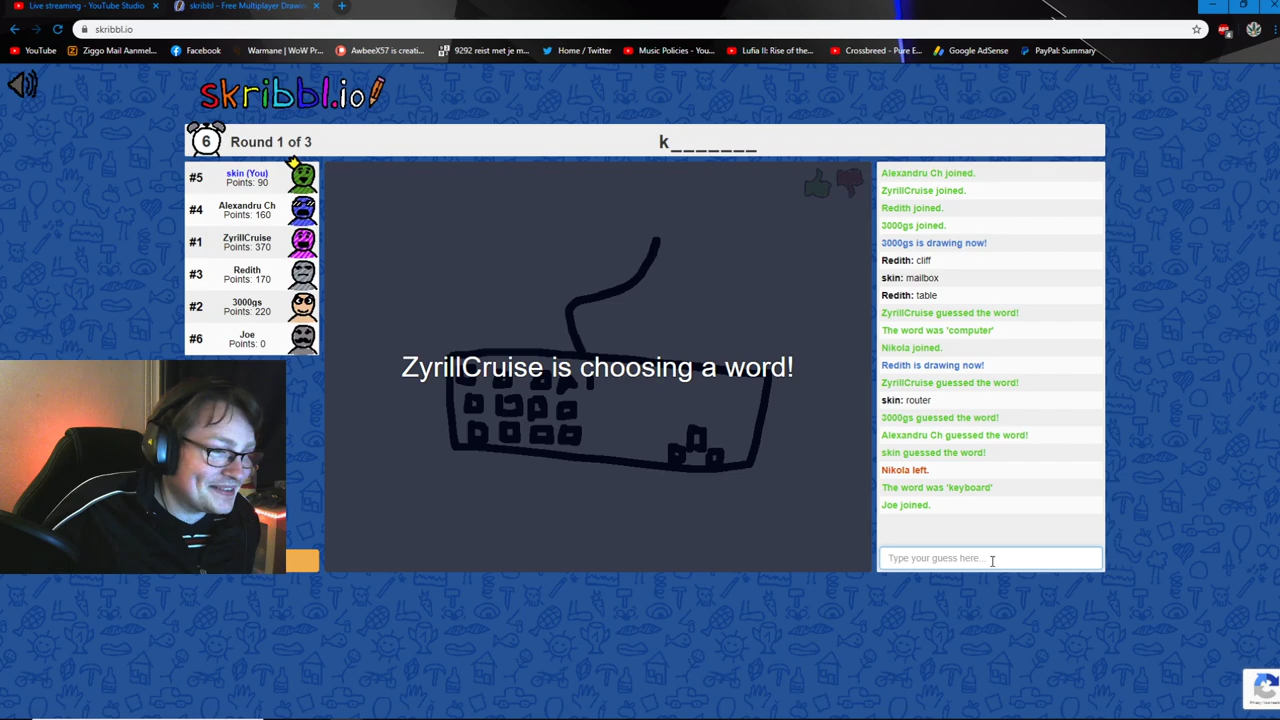 Live streaming - YouTube Studio
skribbl - Free Multiplayer Drawin
skribbl.io
YouTube
Ziggo Mail Aanmel...
Facebook
Warmane | WoW Pr...
AwbeeX57 is creati...
9292 reist met je m...
Home / Twitter
Music Policies - You...
Lufia II: Rise of the...
Crossbreed - Pure E...
Google AdSense
PayPal: Summary
skribbl.io
6
Round 1 of 3
k_______
#5
skin (You)
Points: 90
#4
Alexandru Ch
Points: 160
#1
ZyrillCruise
Points: 370
#3
Redith
Points: 170
#2
3000gs
Points: 220
#6
Joe
Points: 0
ZyrillCruise is choosing a word!
Alexandru Ch joined.
ZyrillCruise joined.
Redith joined.
3000gs joined.
3000gs is drawing now!
Redith: cliff
skin: mailbox
Redith: table
ZyrillCruise guessed the word!
The word was 'computer'
Nikola joined.
Redith is drawing now!
ZyrillCruise guessed the word!
skin: router
3000gs guessed the word!
Alexandru Ch guessed the word!
skin guessed the word!
Nikola left.
The word was 'keyboard'
Joe joined.
Type your guess here...